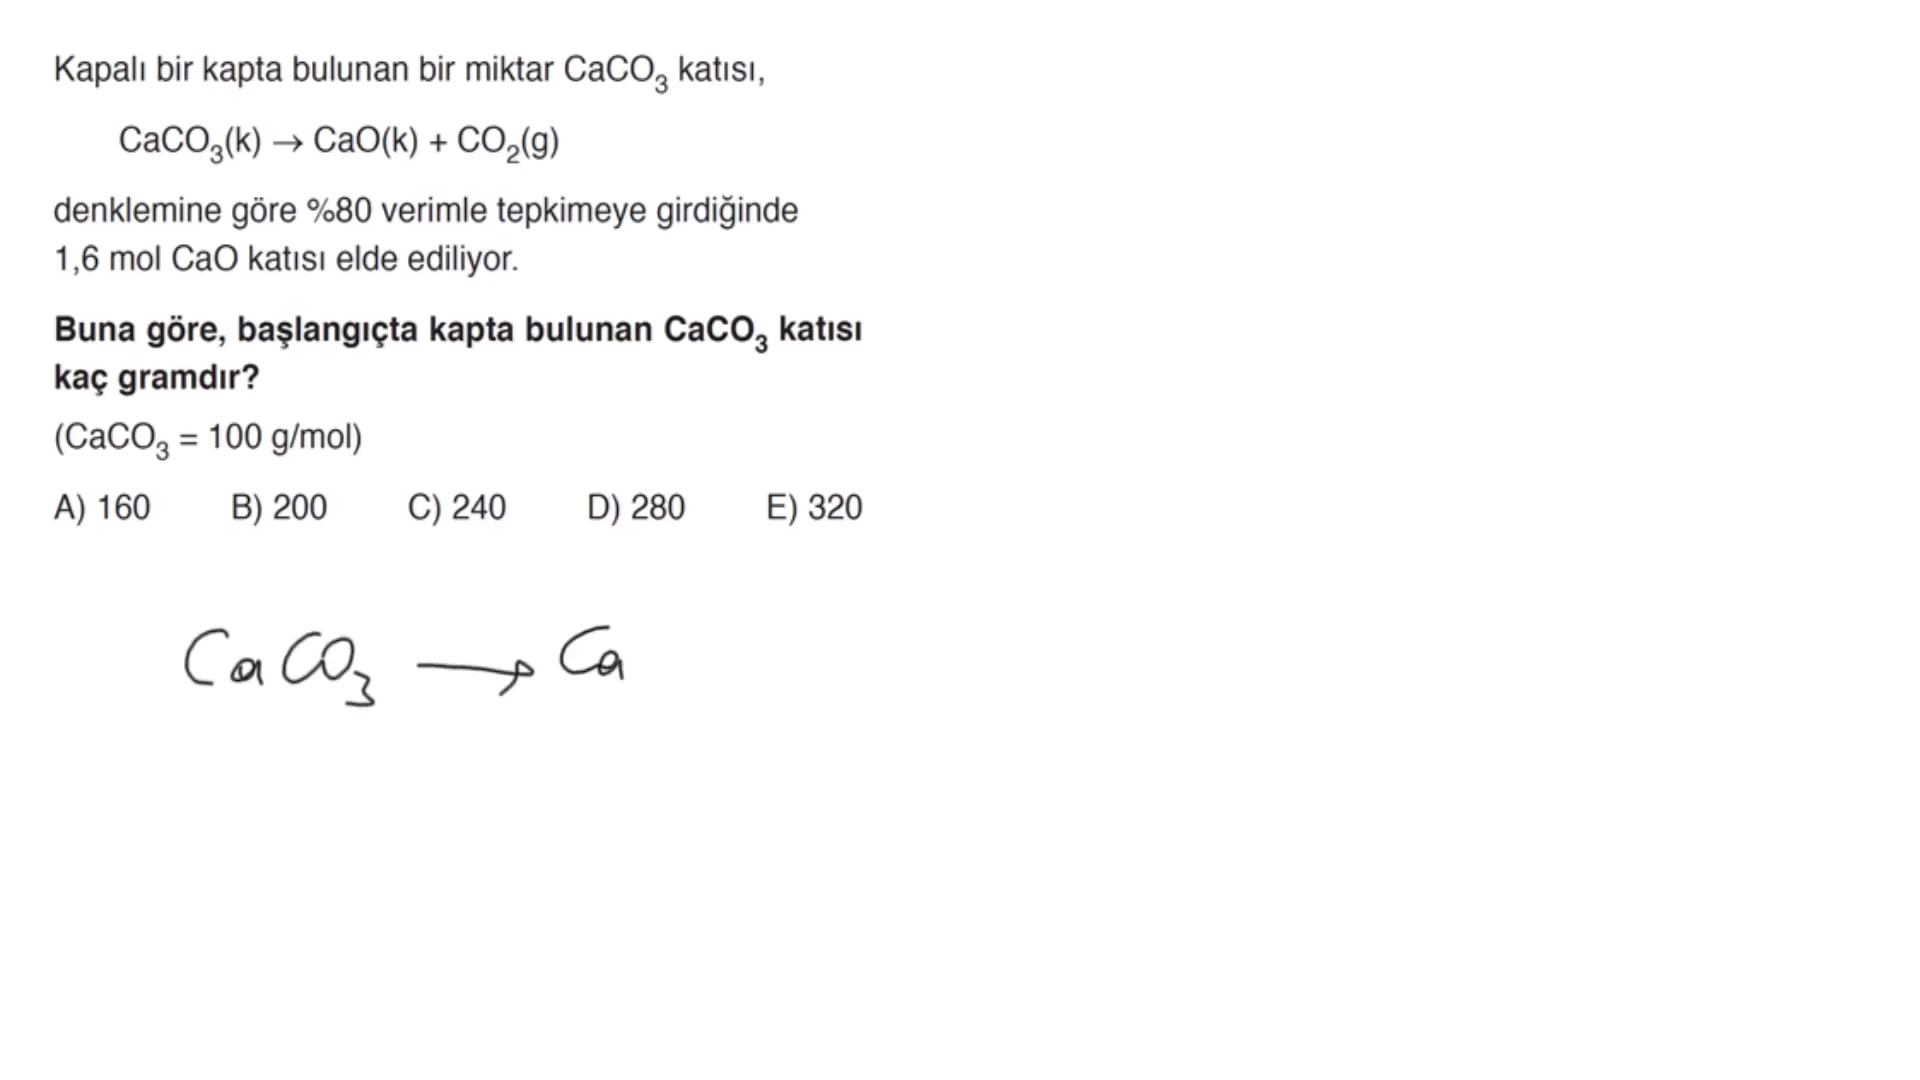 Kapalı bir kapta bulunan bir miktar CaCO₃ katısı,
CaCO₃(k) → CaO(k) + CO₂(g)
denklemine göre %80 verimle tepkimeye girdiğinde
1,6 mol CaO katısı elde ediliyor.
Buna göre, başlangıçta kapta bulunan CaCO₃ katısı
kaç gramdır?
(CaCO₃ = 100 g/mol)
A) 160 B) 200 C) 240 D) 280 E) 320
CaCO₃ → Ca